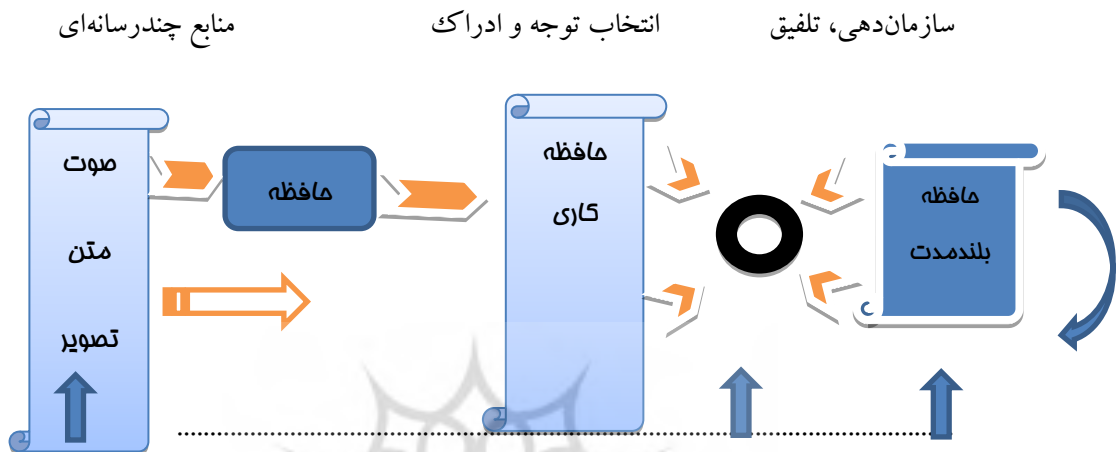 منابع چندرسانه‌ای
انتخاب توجه و ادراک
سازمان‌دهی، تلفیق
صوت
متن
تصویر
حافظه
حافظه
کاری
حافظه
بلندمدت